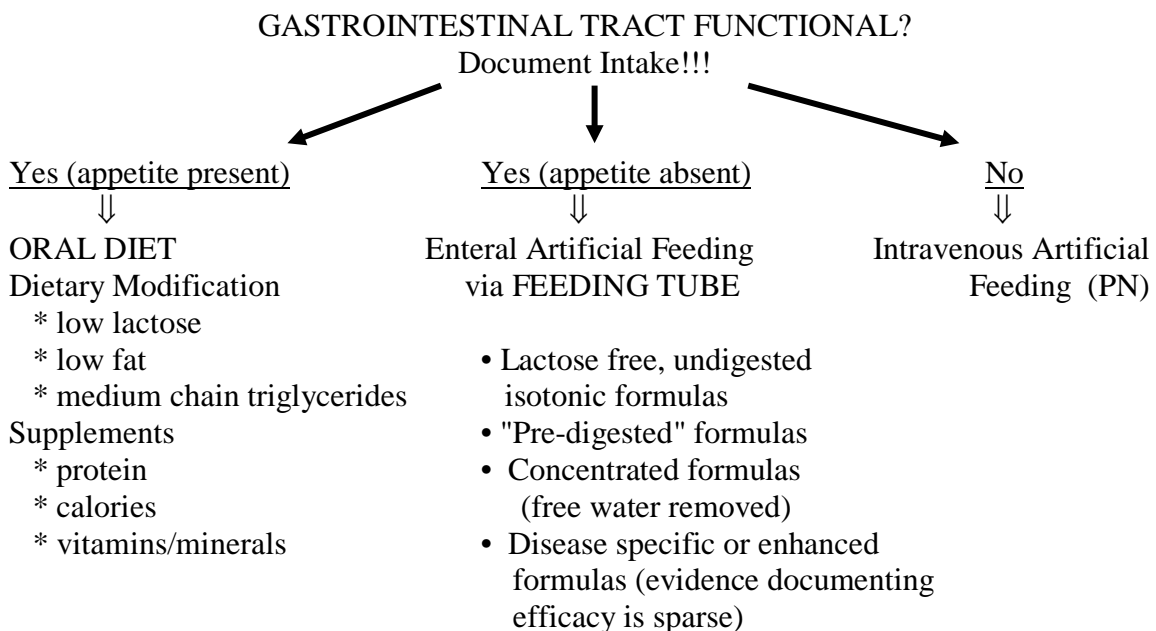 GASTROINTESTINAL TRACT FUNCTIONAL?
Document Intake!!!
Yes (appetite present)
⇓
ORAL DIET
Dietary Modification
* low lactose
* low fat
* medium chain triglycerides
Supplements
* protein
* calories
* vitamins/minerals
Yes (appetite absent)
⇓
Enteral Artificial Feeding
via FEEDING TUBE
• Lactose free, undigested
isotonic formulas
• "Pre-digested" formulas
• Concentrated formulas
(free water removed)
• Disease specific or enhanced
formulas (evidence documenting
efficacy is sparse)
No
⇓
Intravenous Artificial
Feeding (PN)